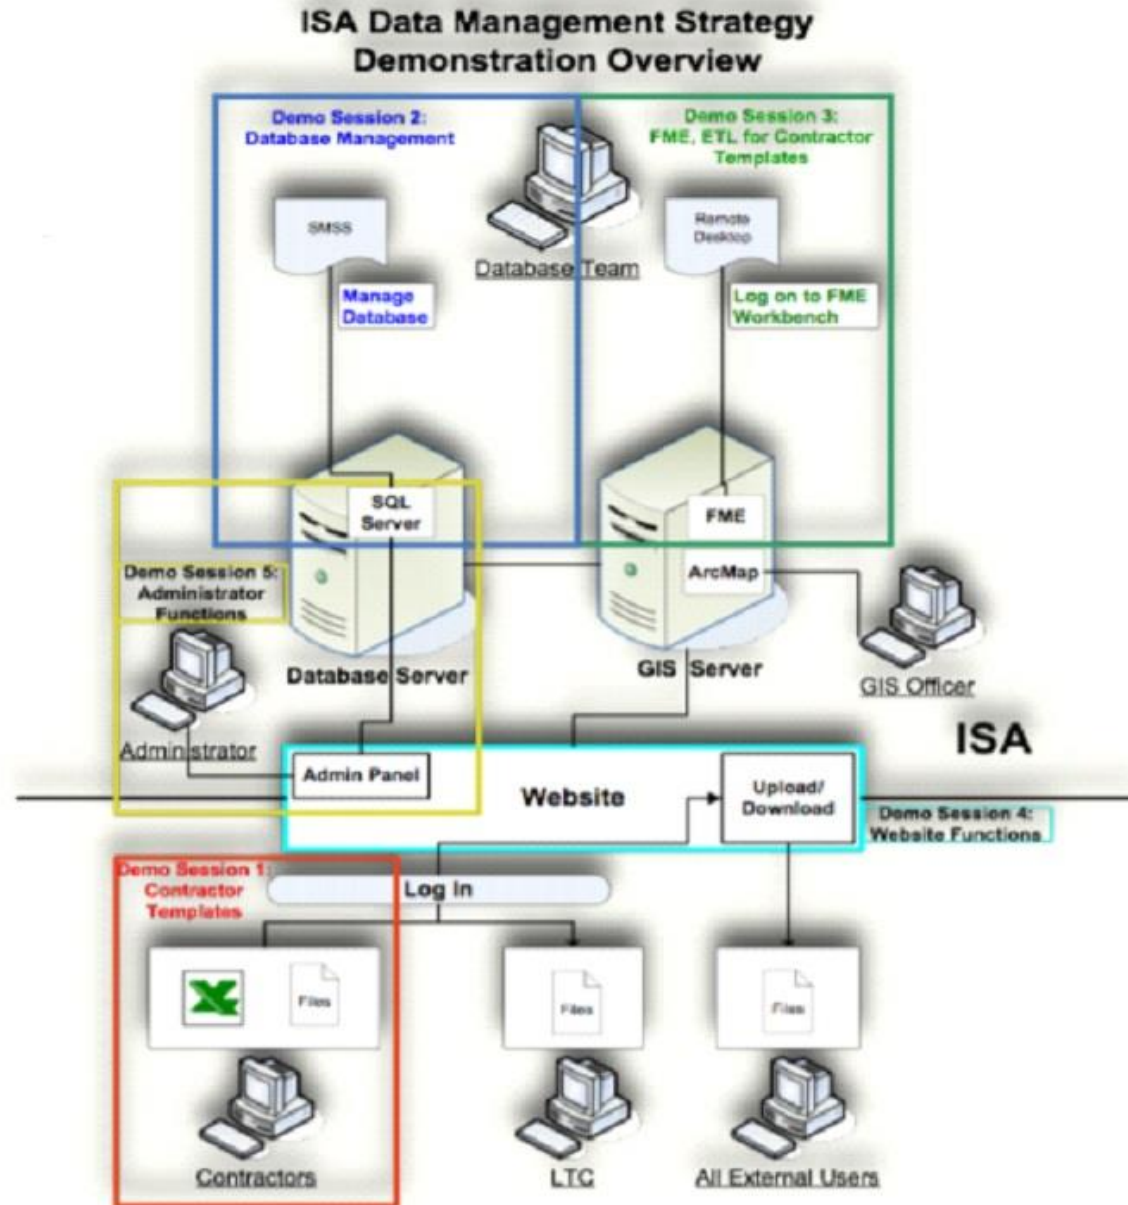 ISA Data Management Strategy
Demonstration Overview
Demo Session 2:
Database Management
Demo Session 3:
FME, ETL for Contractor
Templates
SMSS
Remote
Desktop
Database Team
Manage
Database
Log on to FME
Workbench
SQL
Server
FME
ArcMap
Demo Session 5:
Administrator
Functions
Database Server
GIS Server
GIS Officer
Administrator
ISA
Admin Panel
Website
Upload/
Download
Demo Session 4:
Website Functions
Demo Session 1:
Contractor
Templates
Log In
Files
Files
Files
Contractors
LTC
All External Users